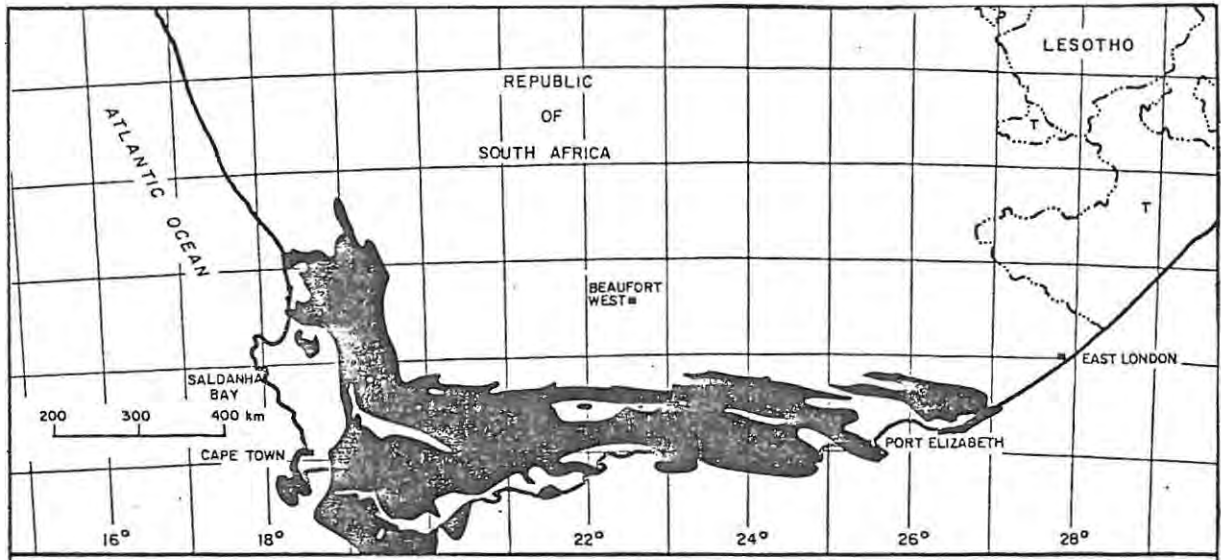 LESOTHO
REPUBLIC
OF
SOUTH AFRICA
T
T
ATLANTIC OCEAN
BEAUFORT
WEST
EAST LONDON
SALDANHA
BAY
200 300 400 km
CAPE TOWN
PORT ELIZABETH
16° 18° 22° 24° 26° 28°